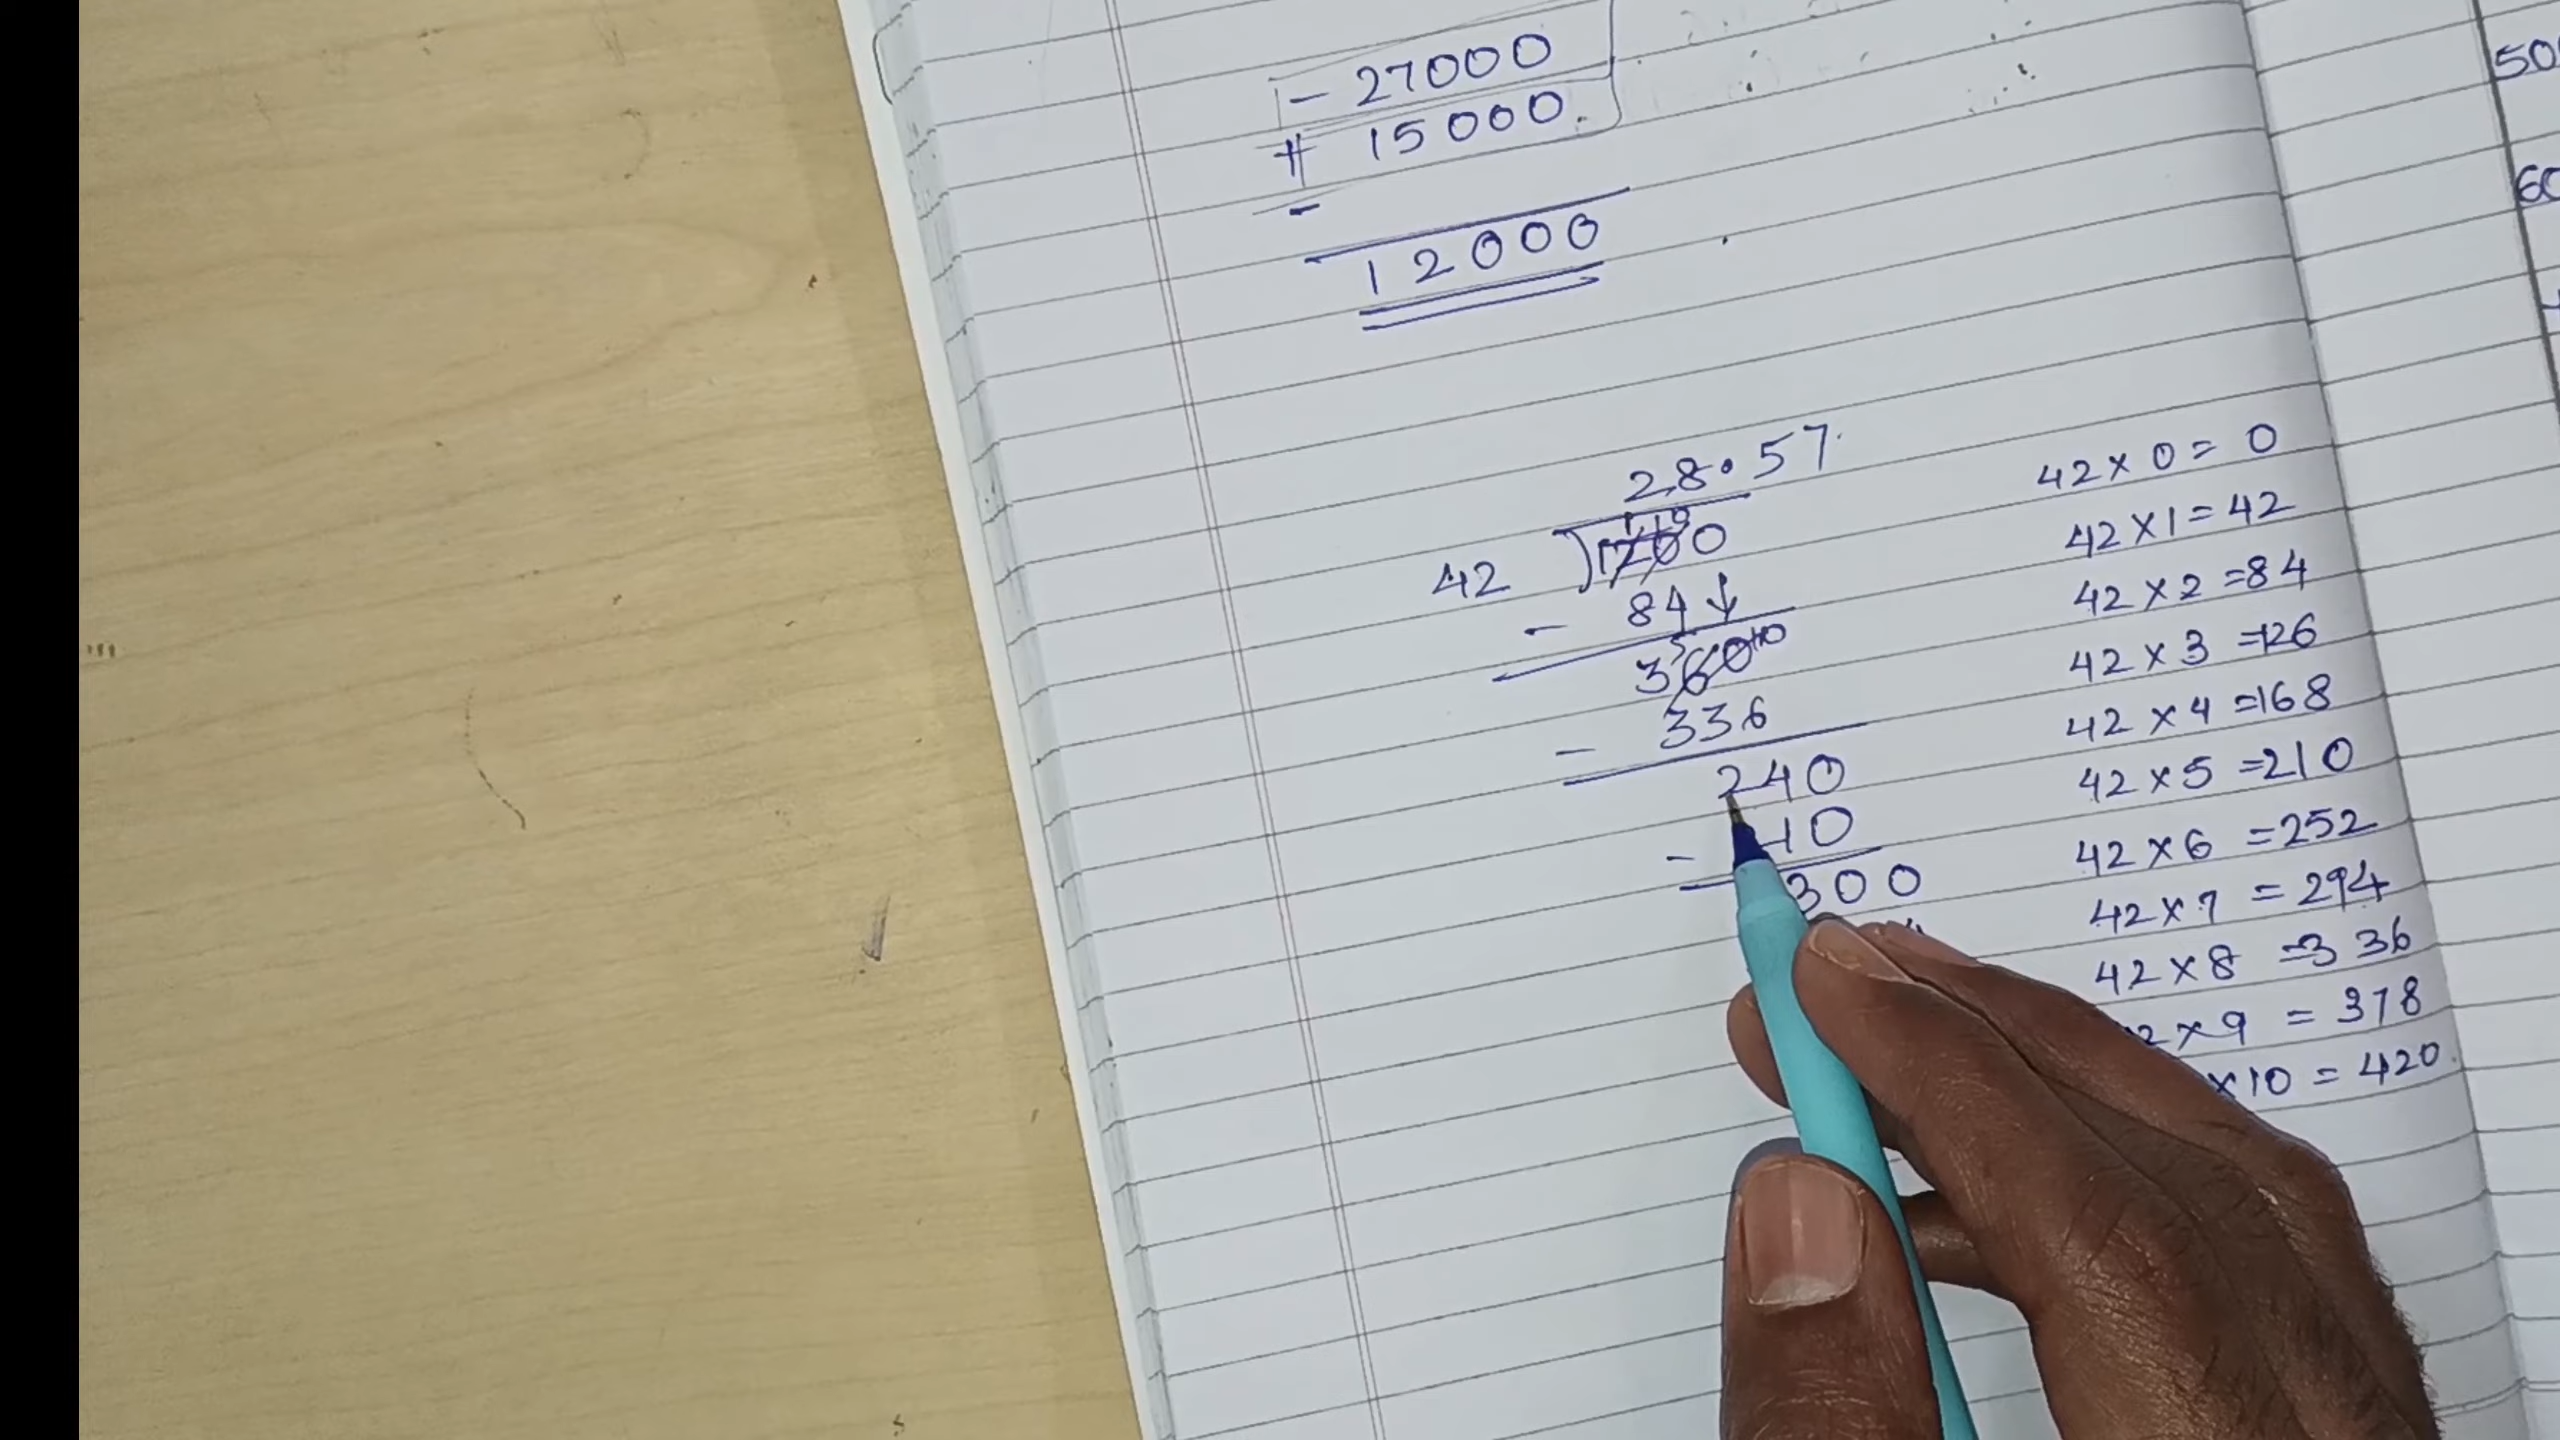 - 27000
+ 15000.
-
12000
28.57
42 ) 1200
- 84 ↓
360
- 336
240
- 10
300
42 x 0 = 0
42 x 1 = 42
42 x 2 = 84
42 x 3 = 126
42 x 4 = 168
42 x 5 = 210
42 x 6 = 252
42 x 7 = 294
42 x 8 = 336
2 x 9 = 378
x 10 = 420.
50
60